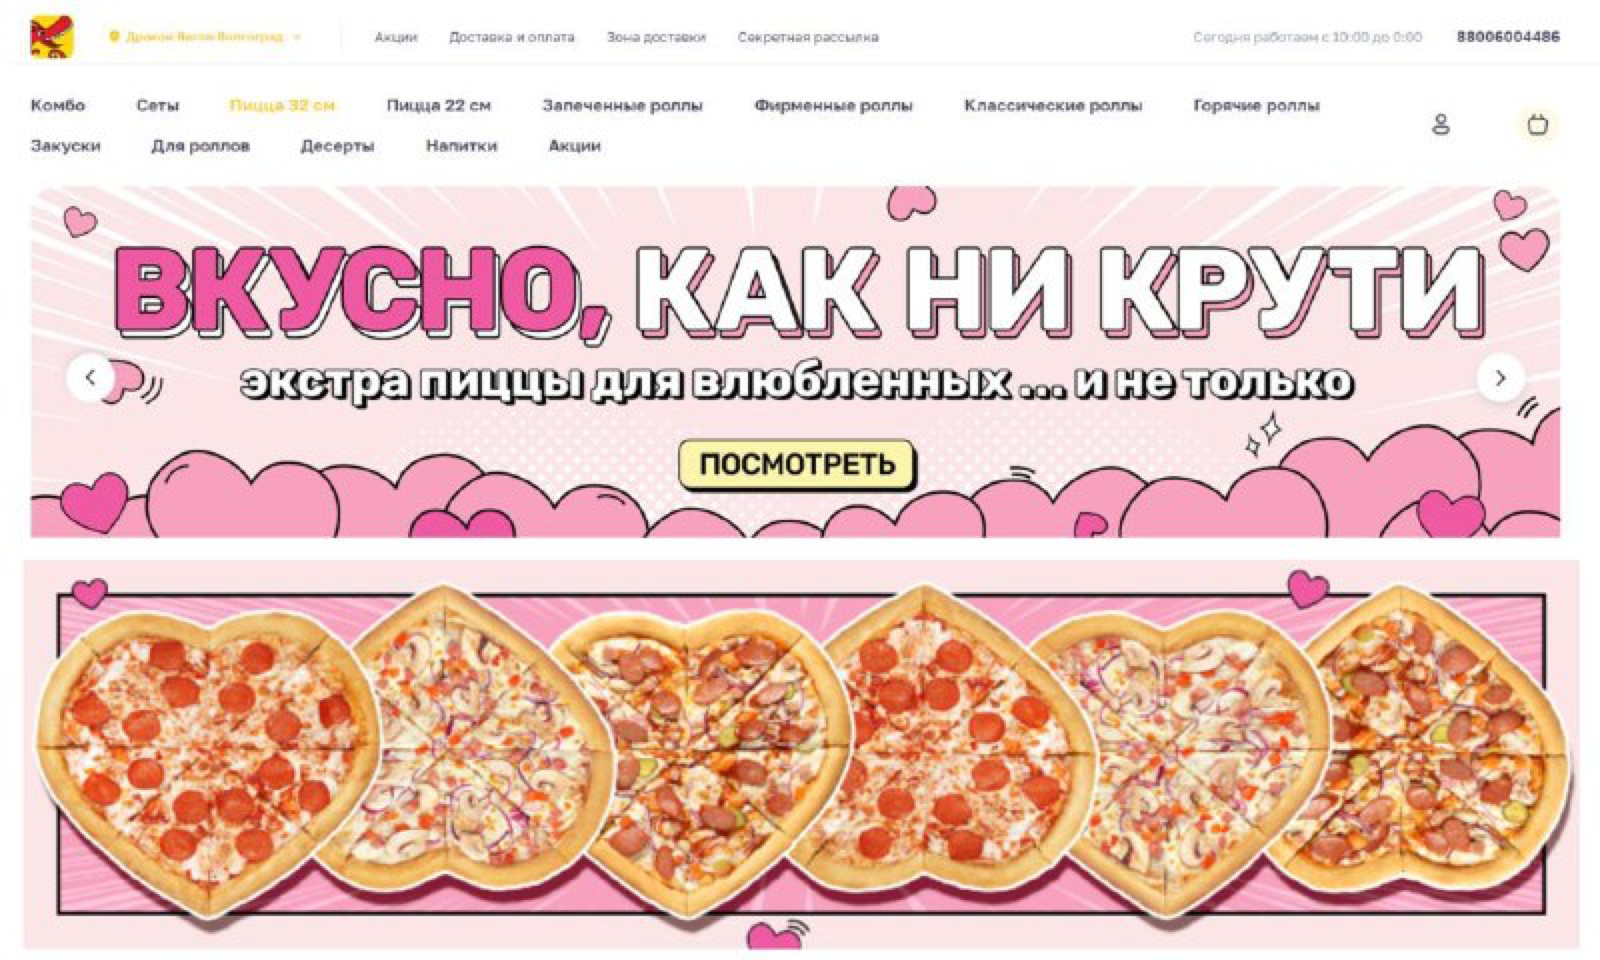 Акции Доставка и оплата Зона доставки Секретная рассылка Сегодня работаем с 10:00 до 0:00 88006004486
Комбо Сеты Пицца 32 см Пицца 22 см Запеченные роллы Фирменные роллы Классические роллы Горячие роллы
Закуски Для роллов Десерты Напитки Акции
ВКУСНО, КАК НИ КРУТИ
экстра пиццы для влюбленных ... и не только
ПОСМОТРЕТЬ